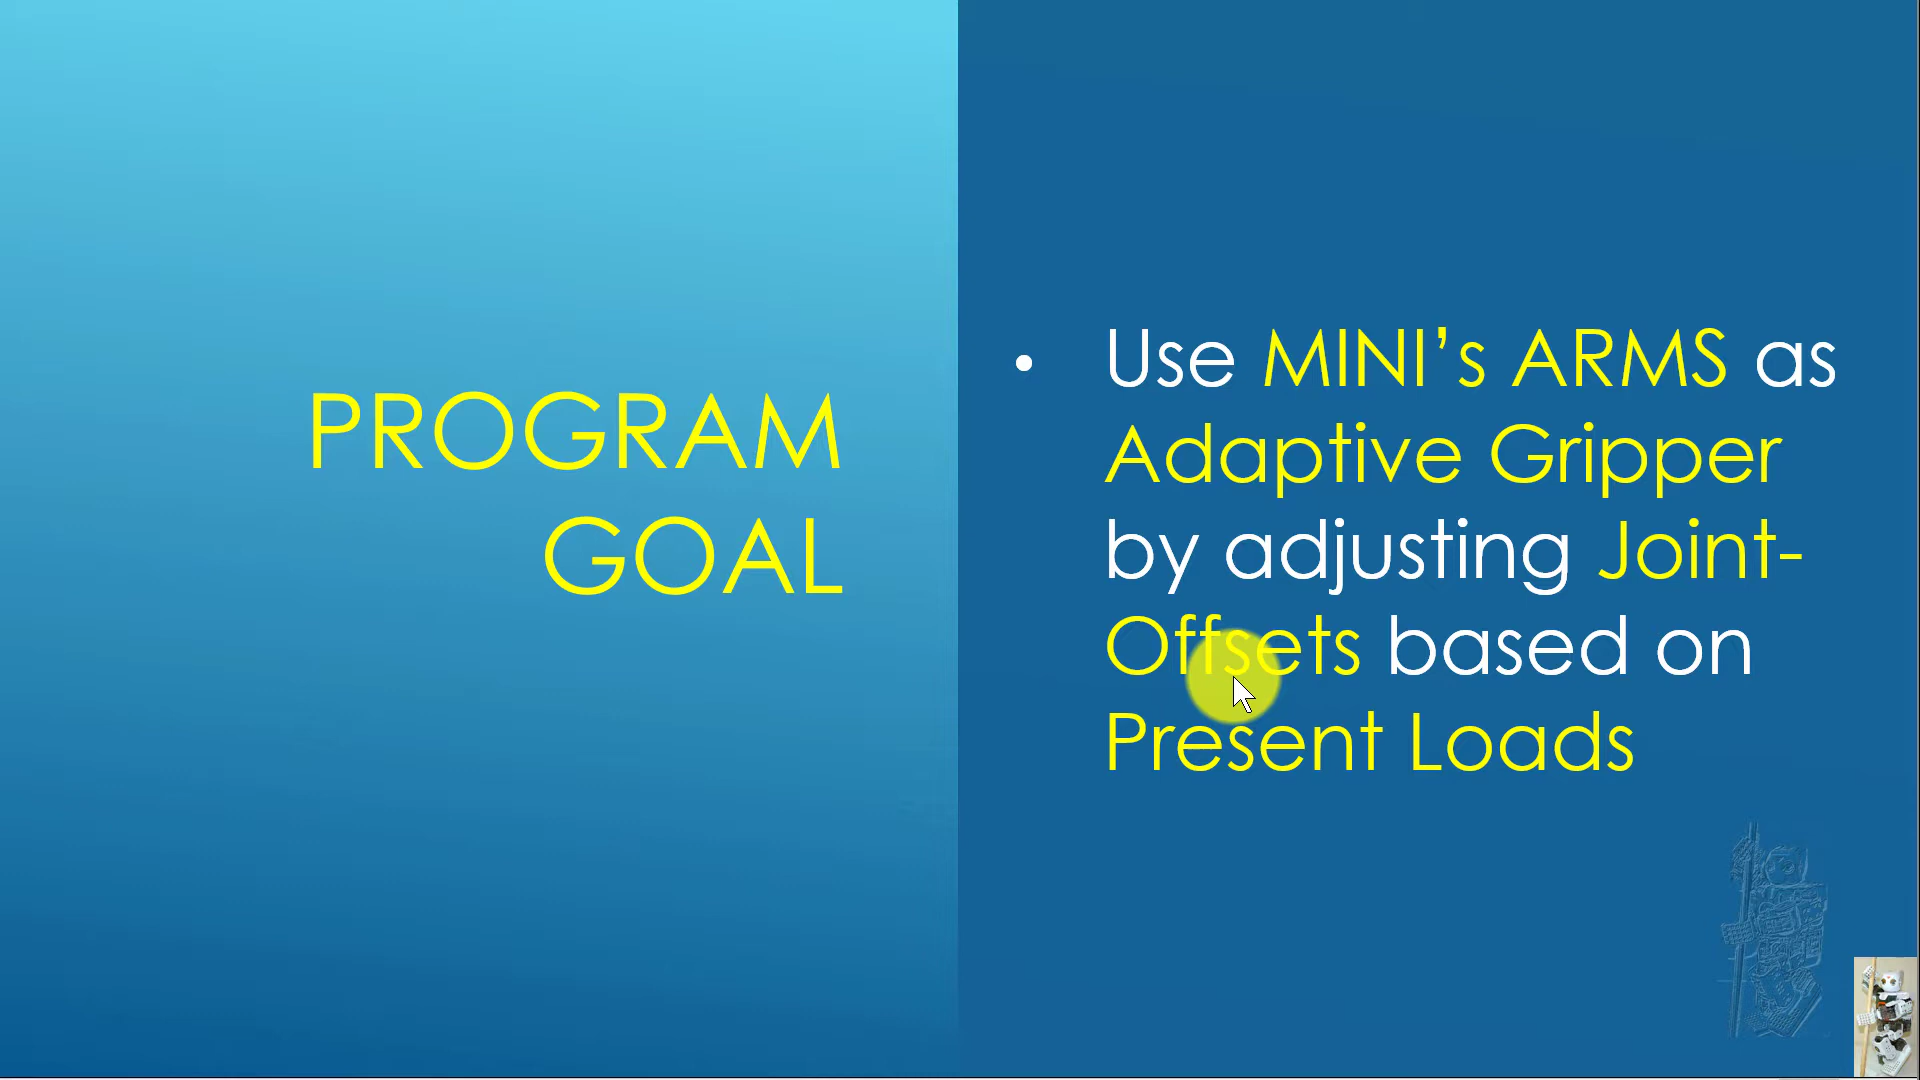 PROGRAM
GOAL
• Use MINI’s ARMS as
Adaptive Gripper
by adjusting Joint-
Offsets based on
Present Loads